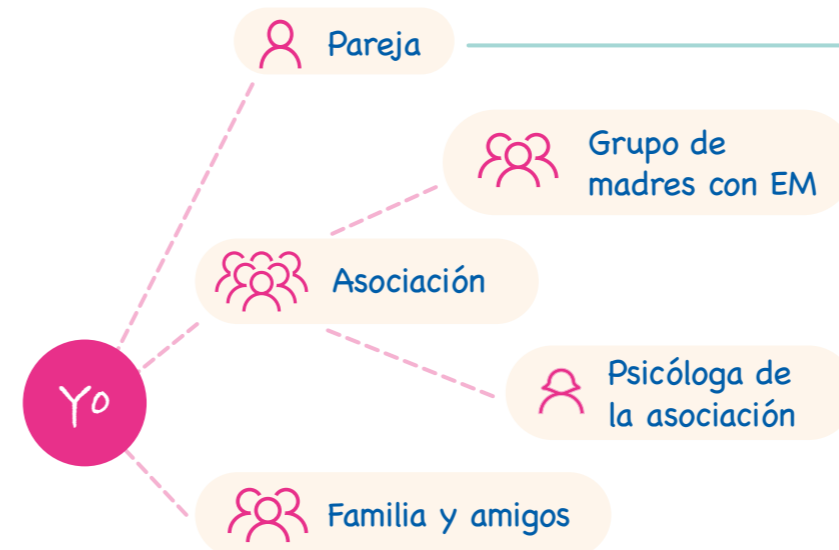 Pareja
Grupo de
madres con EM
Asociación
Yo
Psicóloga de
la asociación
Familia y amigos